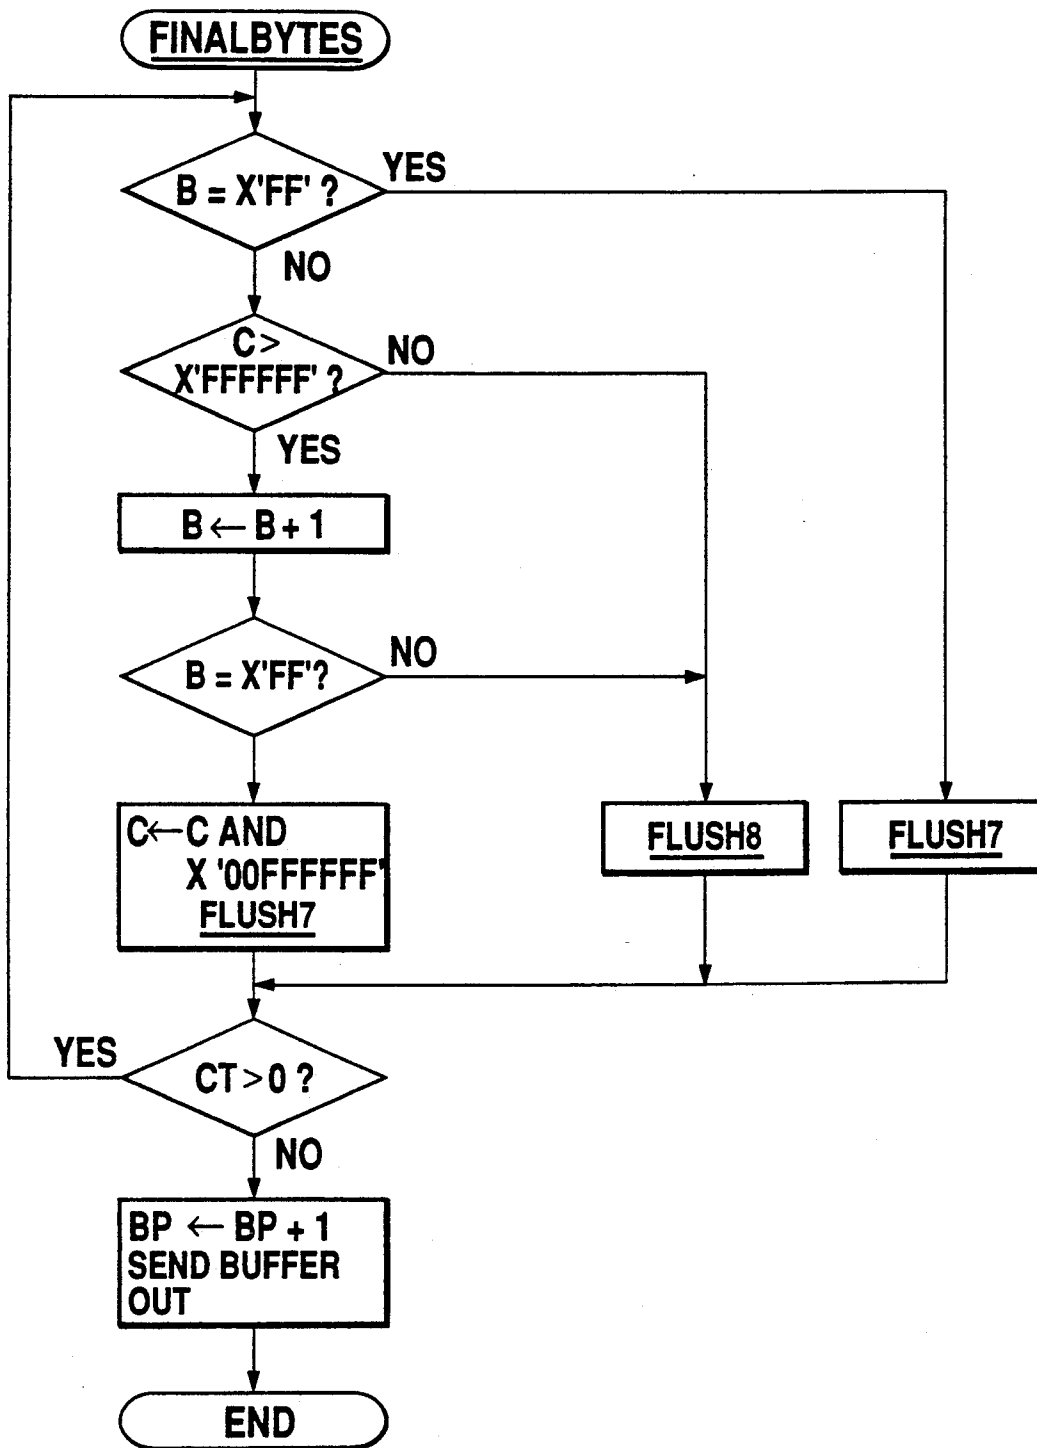 FINALBYTES
B = X'FF' ?
YES
NO
C >
X'FFFFFF' ?
NO
YES
B ← B + 1
B = X'FF'?
NO
C←C AND
X '00FFFFFF'
FLUSH7
FLUSH8
FLUSH7
YES
CT > 0 ?
NO
BP ← BP + 1
SEND BUFFER
OUT
END